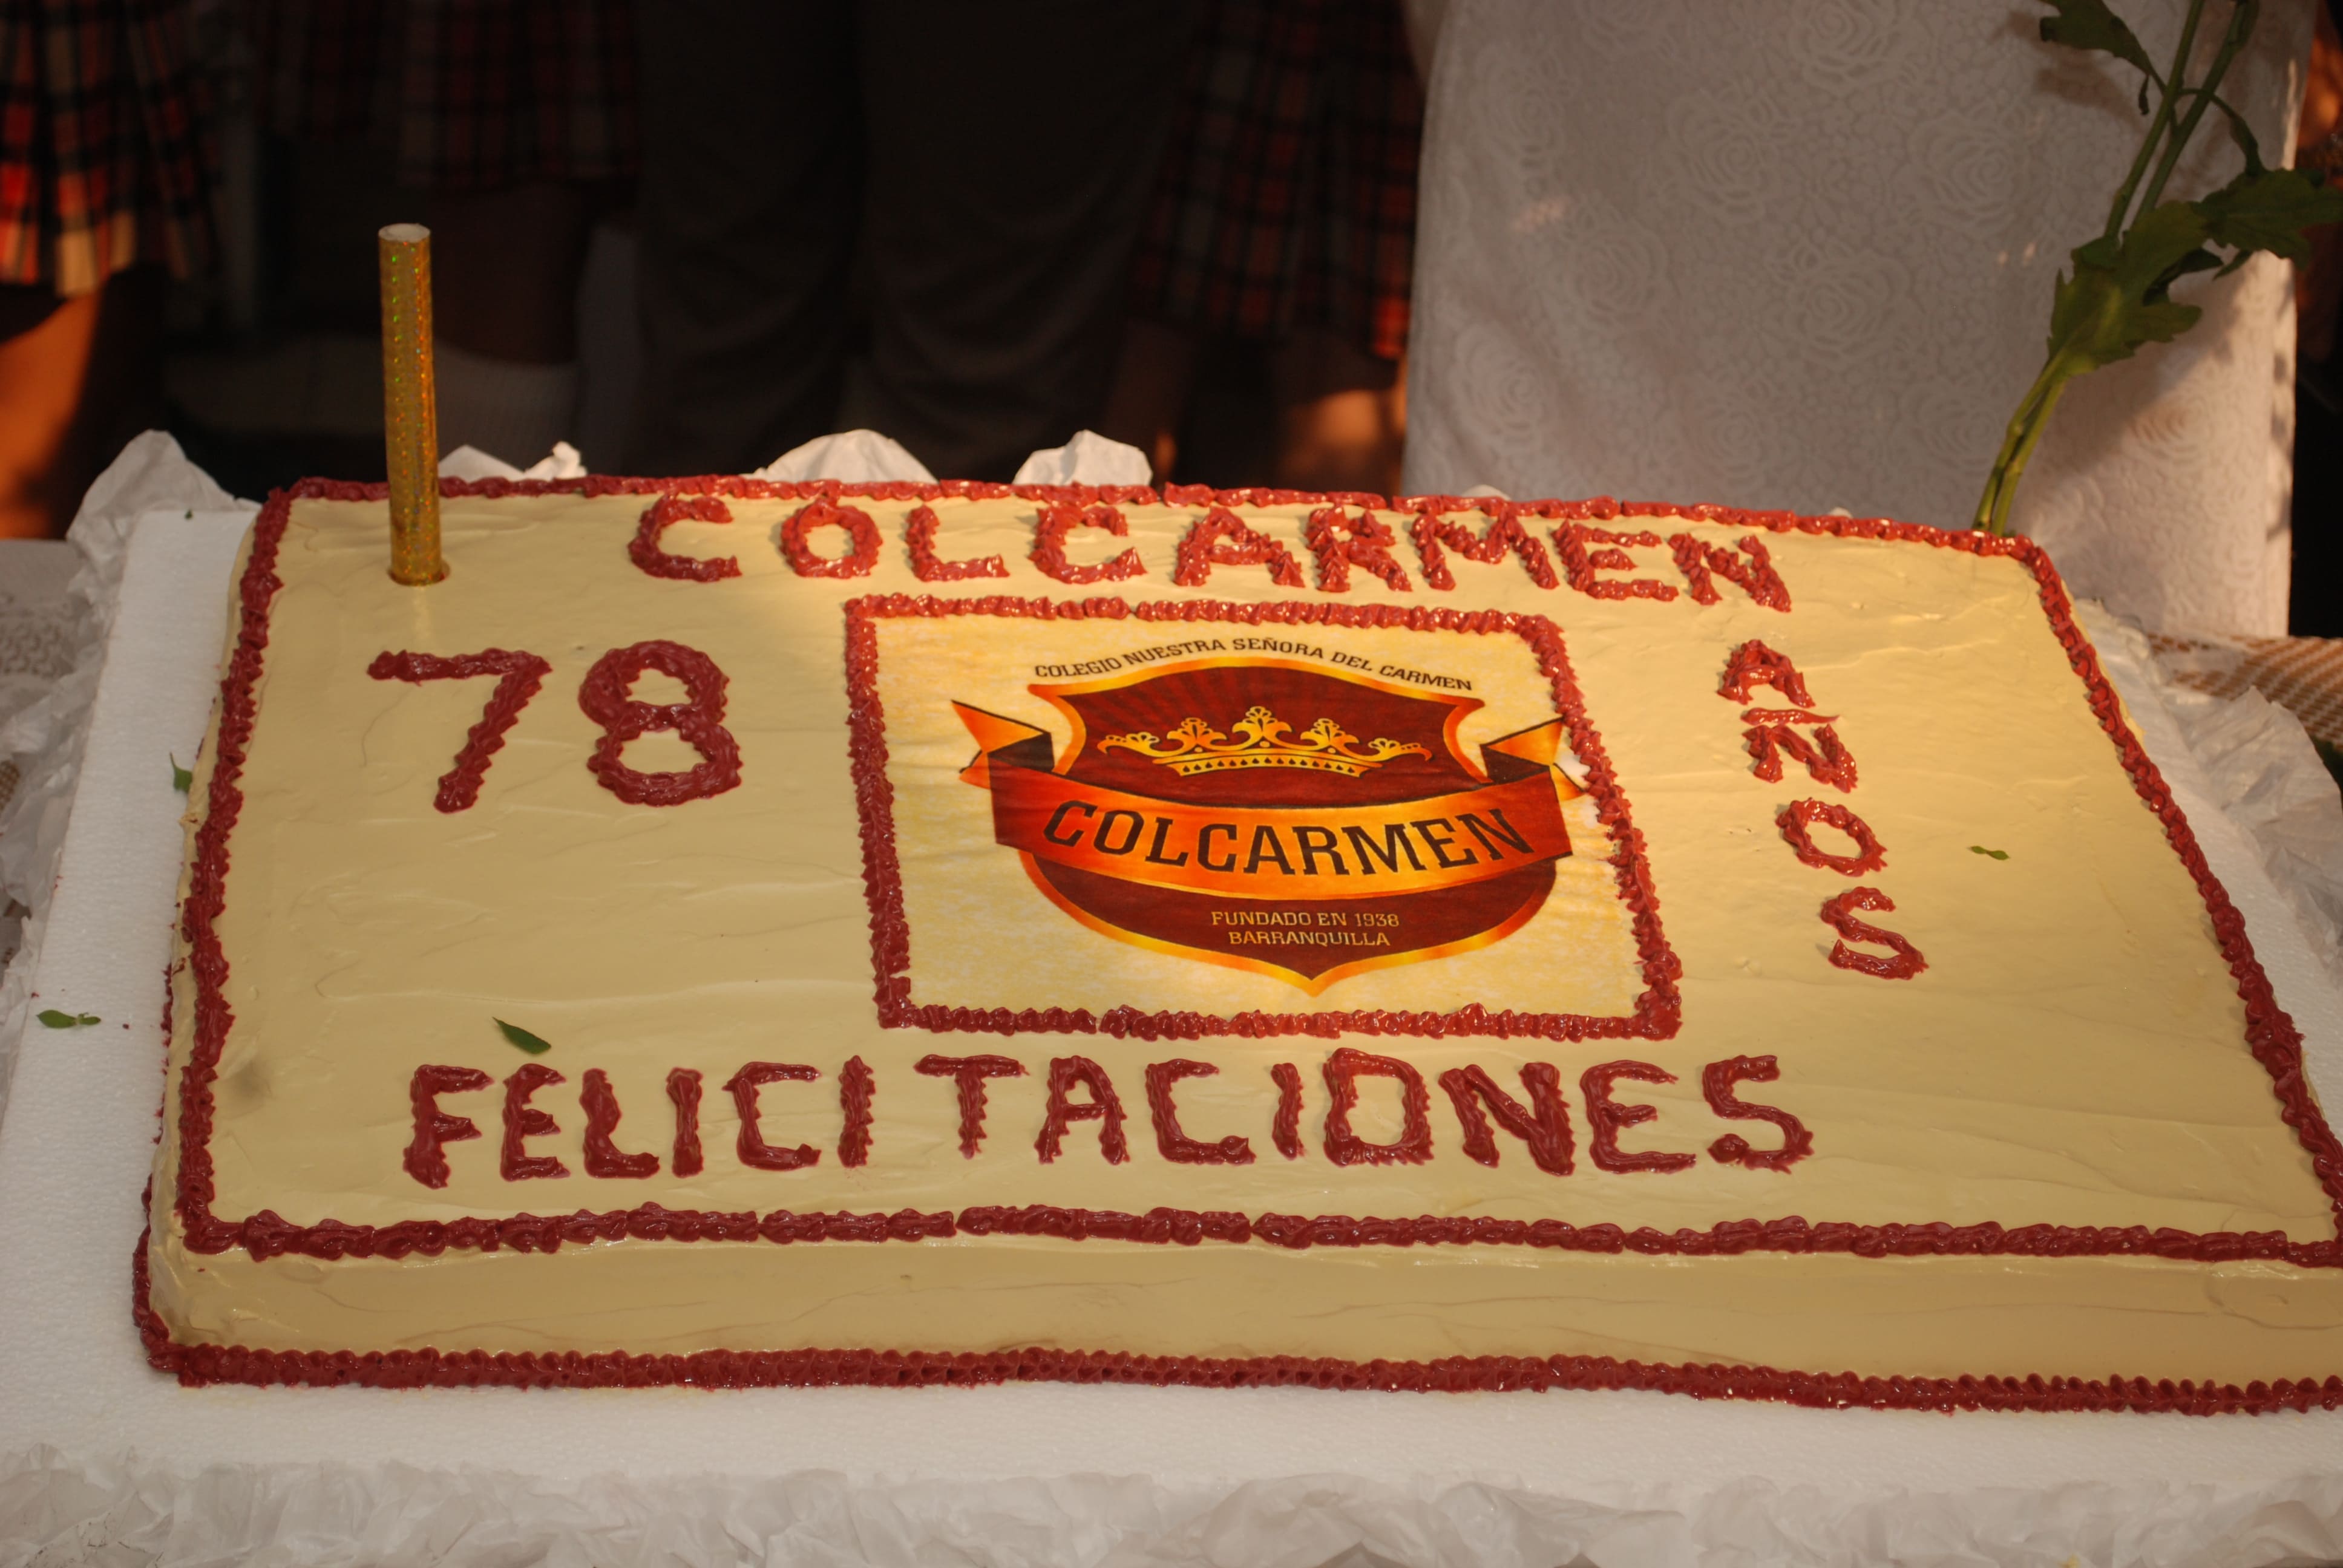 COLCARMEN
78
COLEGIO NUESTRA SEÑORA DEL CARMEN
COLCARMEN
FUNDADO EN 1938
BARRANQUILLA
AÑOS
FELICITACIONES